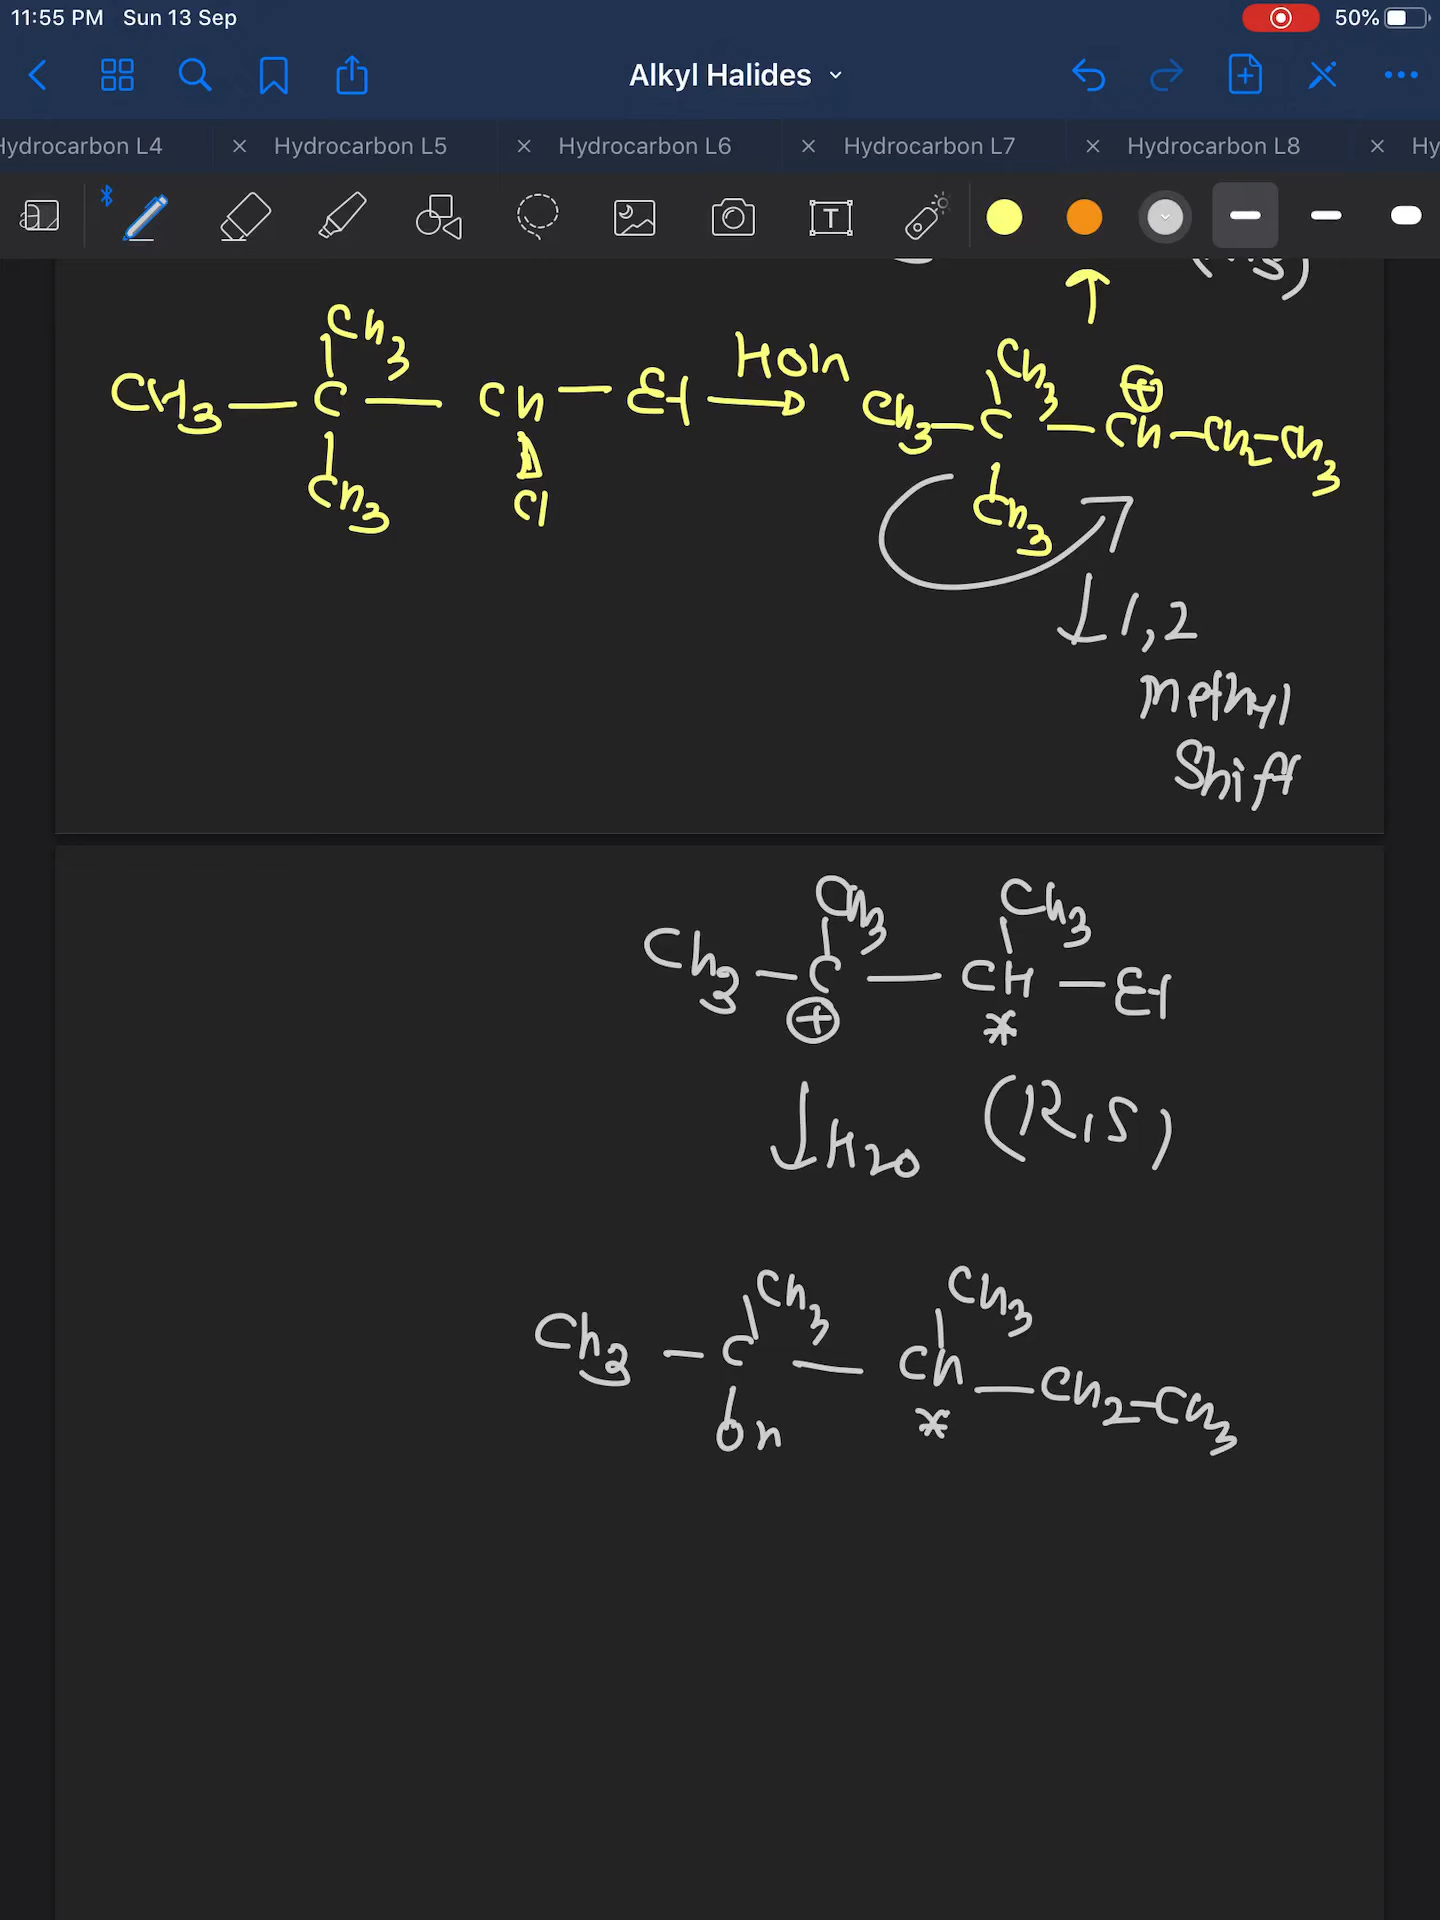 11:55 PM Sun 13 Sep 50%
Alkyl Halides
Hydrocarbon L4 Hydrocarbon L5 Hydrocarbon L6 Hydrocarbon L7 Hydrocarbon L8 Hy
T
CH3 CH3 ⊕
CH3 — C — CH — Et HOH → CH3 — C — CH — CH2 — CH3
CH3 Cl CH3
↓ 1,2
Methyl
Shift
CH3 CH3
CH3 — C — CH — Et
⊕ *
↓ H2O (R,S)
CH3 CH3
CH3 — C — CH — CH2 — CH3
OH *